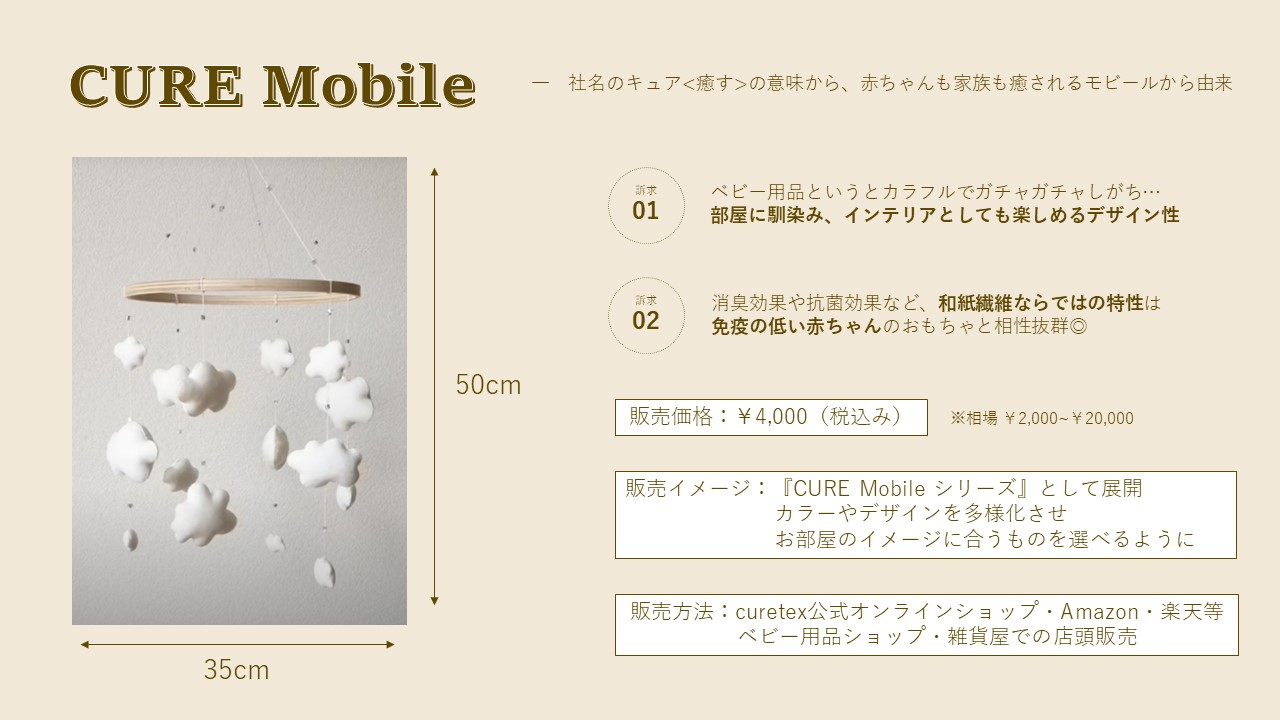 CURE Mobile
― 社名のキュア<癒す>の意味から、赤ちゃんも家族も癒されるモビールから由来
50cm
35cm
訴求
01
ベビー用品というとカラフルでガチャガチャしがち…
部屋に馴染み、インテリアとしても楽しめるデザイン性
訴求
02
消臭効果や抗菌効果など、和紙繊維ならではの特性は
免疫の低い赤ちゃんのおもちゃと相性抜群◎
販売価格：￥4,000（税込み）
※相場 ￥2,000~￥20,000
販売イメージ：『CURE Mobile シリーズ』として展開
カラーやデザインを多様化させ
お部屋のイメージに合うものを選べるように
販売方法：curetex公式オンラインショップ・Amazon・楽天等
ベビー用品ショップ・雑貨屋での店頭販売